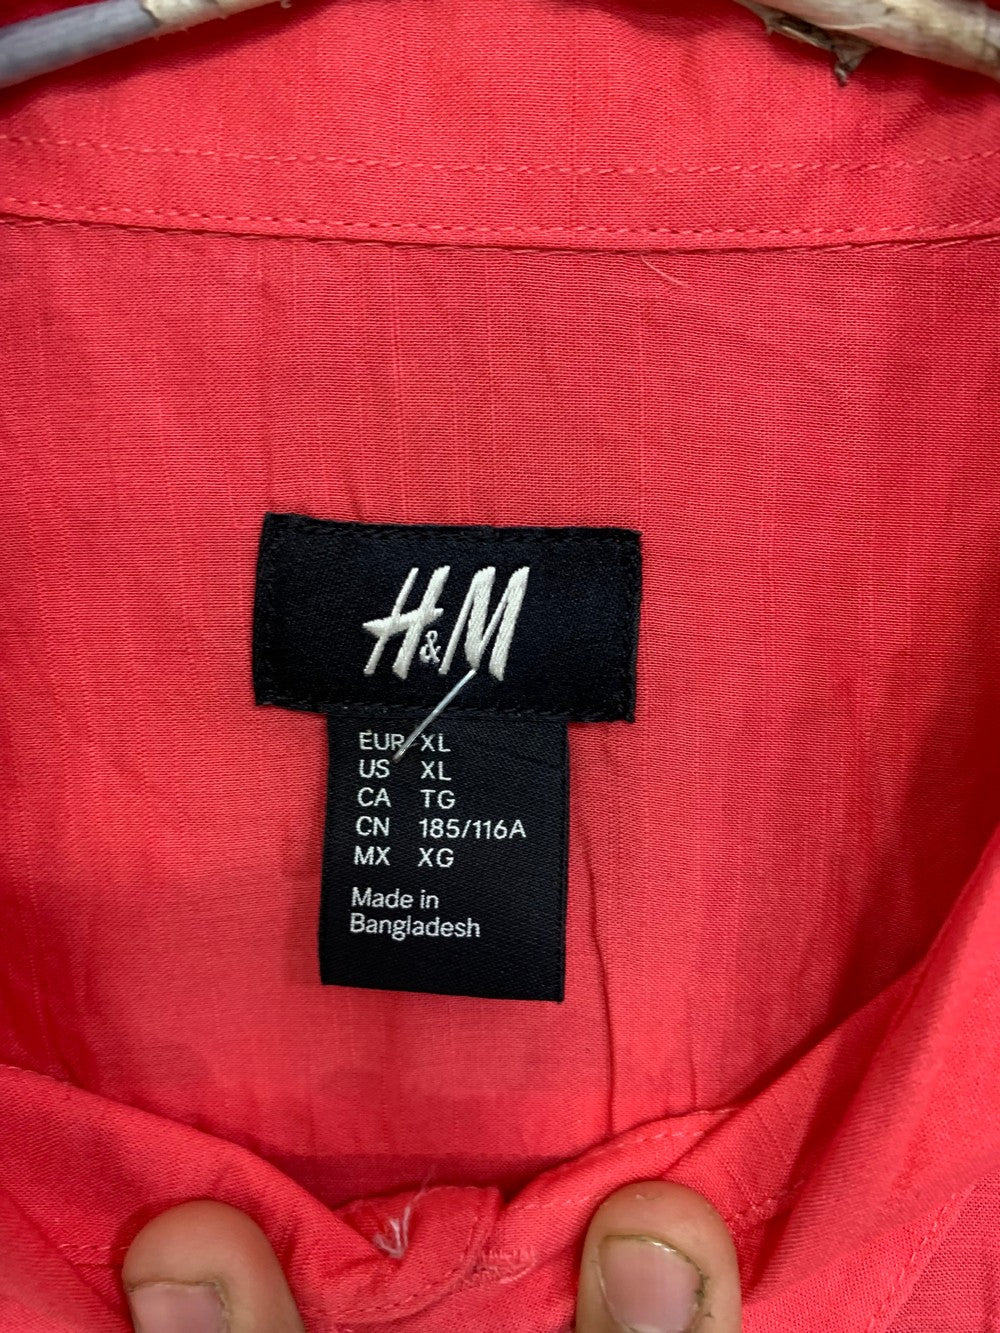 H&M
EUR XL
US XL
CA TG
CN 185/116A
MX XG
Made in
Bangladesh